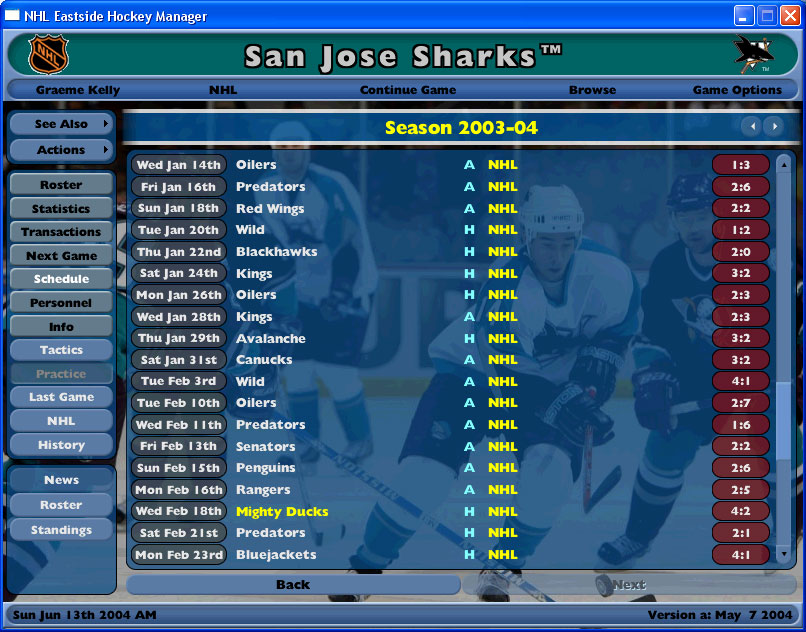 NHL Eastside Hockey Manager
NHL
San Jose Sharks™
TM
Graeme Kelly NHL Continue Game Browse Game Options
See Also
Actions
Season 2003-04
Roster
Statistics
Transactions
Next Game
Schedule
Personnel
Info
Tactics
Practice
Last Game
NHL
History
News
Roster
Standings
Wed Jan 14th Oilers A NHL 1:3
Fri Jan 16th Predators A NHL 2:6
Sun Jan 18th Red Wings A NHL 2:2
Tue Jan 20th Wild H NHL 1:2
Thu Jan 22nd Blackhawks H NHL 2:0
Sat Jan 24th Kings H NHL 3:2
Mon Jan 26th Oilers H NHL 2:3
Wed Jan 28th Kings A NHL 2:3
Thu Jan 29th Avalanche H NHL 3:2
Sat Jan 31st Canucks A NHL 3:2
Tue Feb 3rd Wild A NHL 4:1
Tue Feb 10th Oilers A NHL 2:7
Wed Feb 11th Predators A NHL 1:6
Fri Feb 13th Senators A NHL 2:2
Sun Feb 15th Penguins A NHL 2:6
Mon Feb 16th Rangers A NHL 2:5
Wed Feb 18th Mighty Ducks H NHL 4:2
Sat Feb 21st Predators H NHL 2:1
Mon Feb 23rd Bluejackets H NHL 4:1
Back Next
Sun Jun 13th 2004 AM Version a: May 7 2004